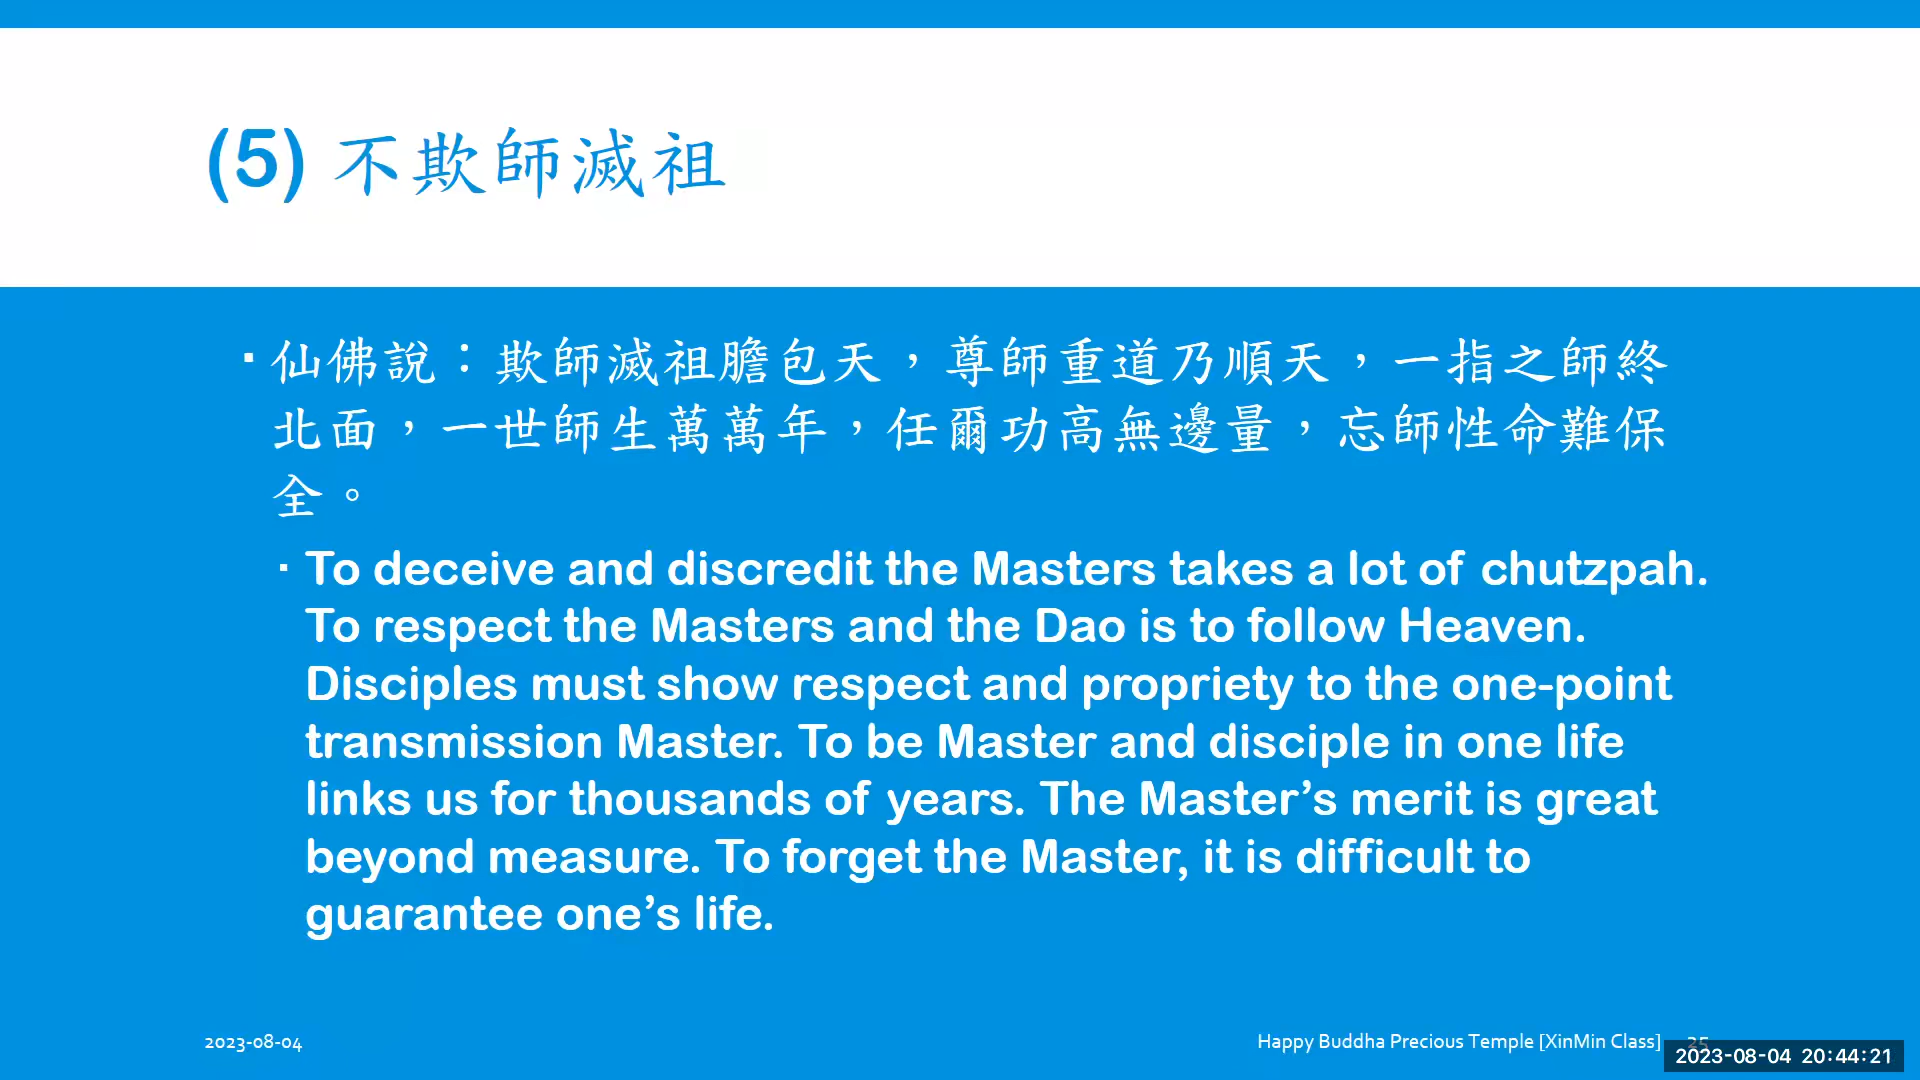 (5) 不欺師滅祖
▪ 仙佛說：欺師滅祖膽包天，尊師重道乃順天，一指之師終
北面，一世師生萬萬年，任爾功高無邊量，忘師性命難保
全。
▪ To deceive and discredit the Masters takes a lot of chutzpah.
To respect the Masters and the Dao is to follow Heaven.
Disciples must show respect and propriety to the one-point
transmission Master. To be Master and disciple in one life
links us for thousands of years. The Master’s merit is great
beyond measure. To forget the Master, it is difficult to
guarantee one’s life.
2023-08-04
Happy Buddha Precious Temple [XinMin Class]
25
2023-08-04 20:44:21